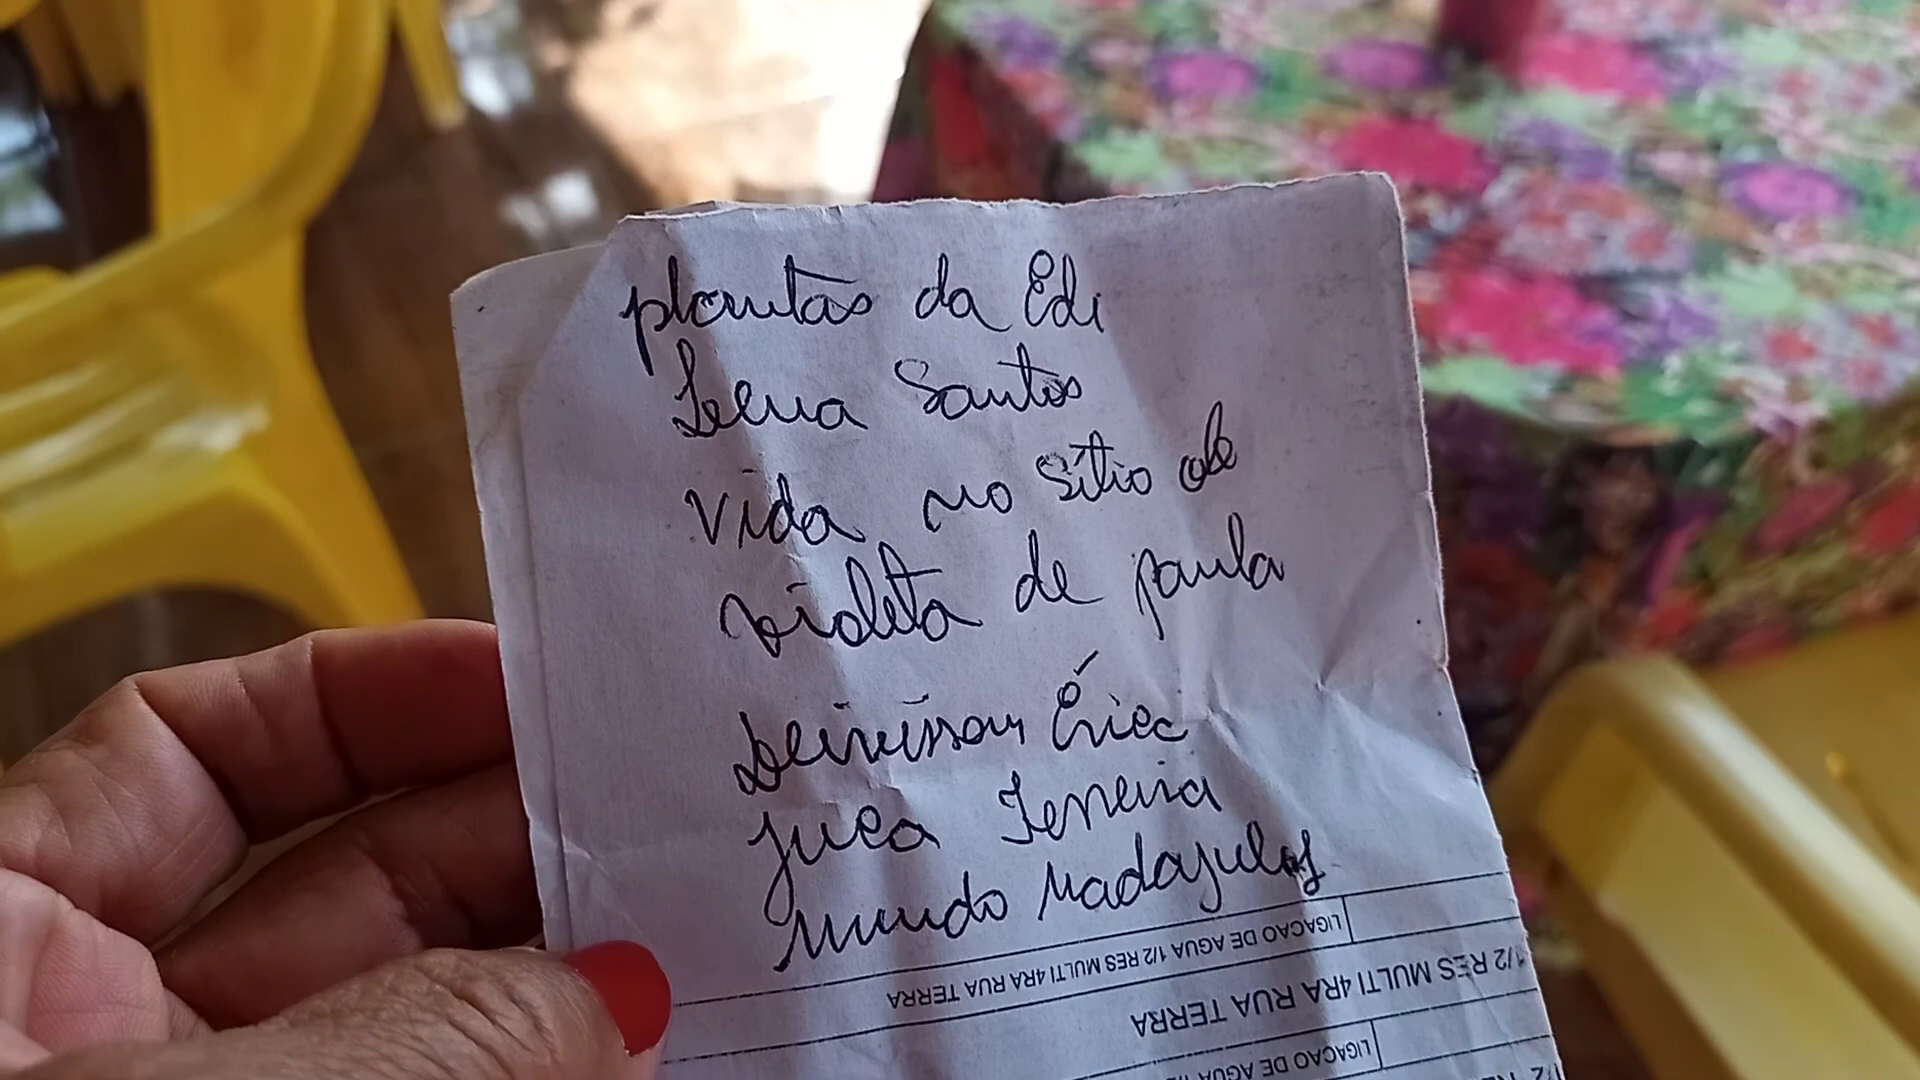 plantas da Edi
Lena Santos
Vida no Sítio de
violeta de paula
Deivisson Éric
Juca Ferreira
mundo Madajulos
LIGACAO DE AGUA 1/2 RES MULTI 4RA RUA TERRA
1/2 RES MULTI 4RA RUA TERRA
LIGACAO DE AGUA